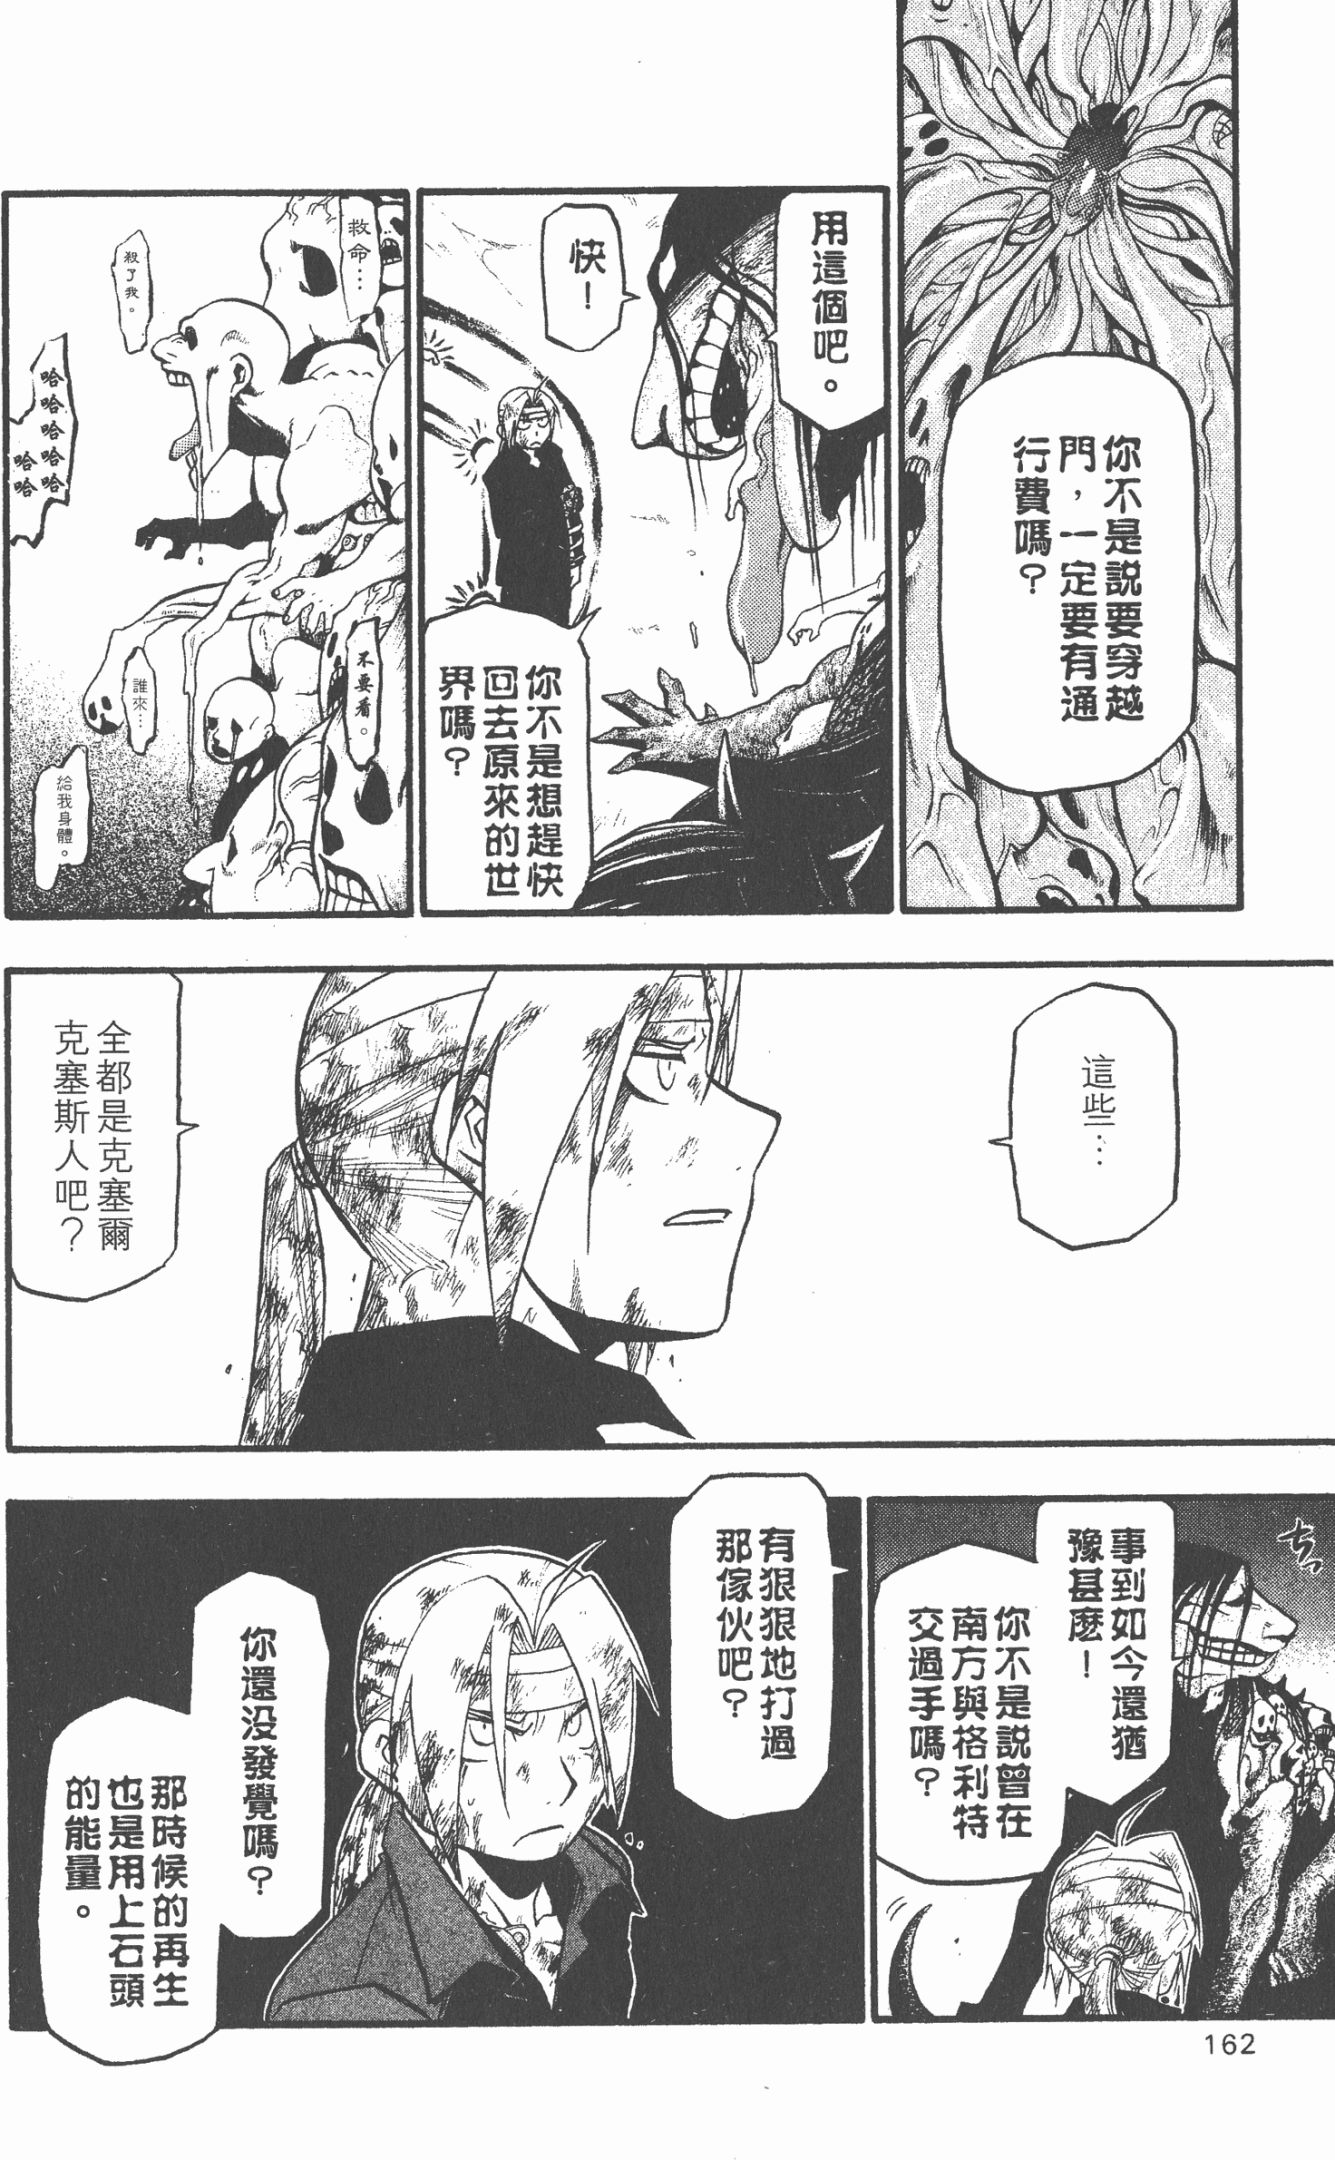 你不是說要穿越
門，一定要有通
行費嗎？
用這個吧。
快！
你不是想趕快
回去原來的世
界嗎？
救命…
殺了我。
哈哈哈哈哈
哈哈
不要看。
誰來…
給我身體。
這些…
全都是克塞爾
克塞斯人吧？
ちっ
事到如今還猶
豫甚麼！
你不是說曾在
南方與格利特
交過手嗎？
有狠狠地打過
那傢伙吧？
你還没發覺嗎？
那時候的再生
也是用上石頭
的能量。
162